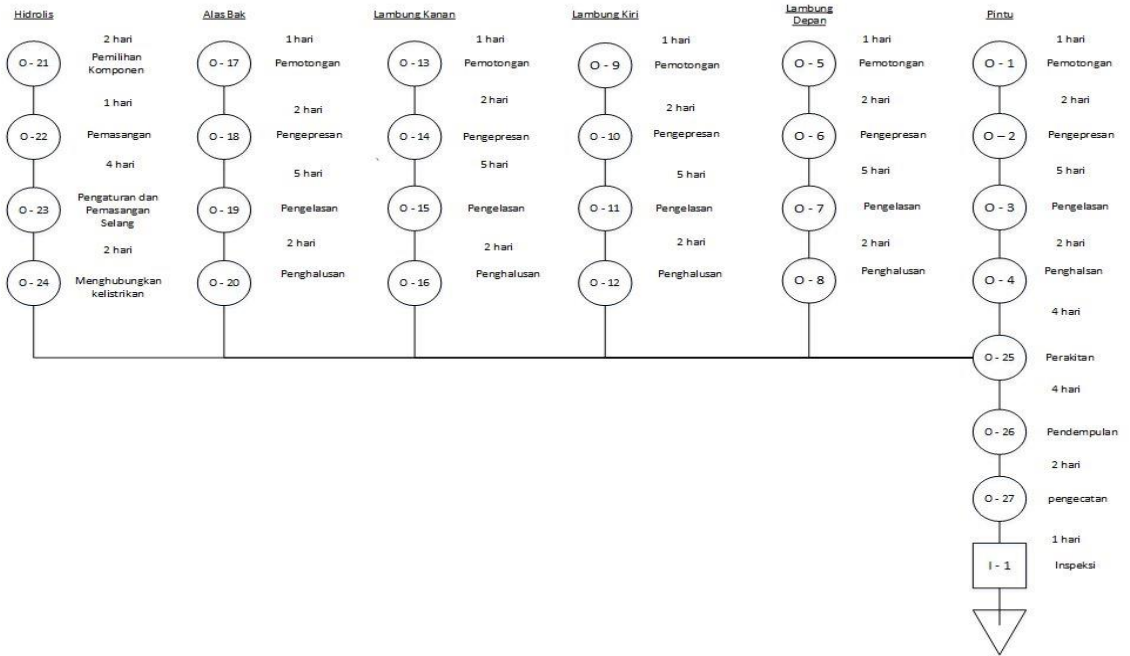 Hidrolis
2 hari
O - 21
Pemilihan
Komponen
1 hari
O -22
Pemasangan
4 hari
O - 23
Pengaturan dan
Pemasangan
Selang
2 hari
O - 24
Menghubungkan
kelistrikan
Alas Bak
1 hari
O - 17
Pemotongan
2 hari
O - 18
Pengepresan
5 hari
O - 19
Pengelasan
2 hari
O - 20
Penghalusan
Lambung Kanan
1 hari
O - 13
Pemotongan
2 hari
O - 14
Pengepresan
5 hari
O - 15
Pengelasan
2 hari
O - 16
Penghalusan
Lambung Kiri
1 hari
O - 9
Pemotongan
2 hari
O - 10
Pengepresan
5 hari
O - 11
Pengelasan
2 hari
O - 12
Penghalusan
Lambung
Depan
1 hari
O - 5
Pemotongan
2 hari
O - 6
Pengepresan
5 hari
O - 7
Pengelasan
2 hari
O - 8
Penghalusan
Pintu
1 hari
O - 1
Pemotongan
2 hari
O – 2
Pengepresan
5 hari
O - 3
Pengelasan
2 hari
O - 4
Penghalsan
4 hari
O - 25
Perakitan
4 hari
O - 26
Pendempulan
2 hari
O - 27
pengecatan
1 hari
I - 1
Inspeksi